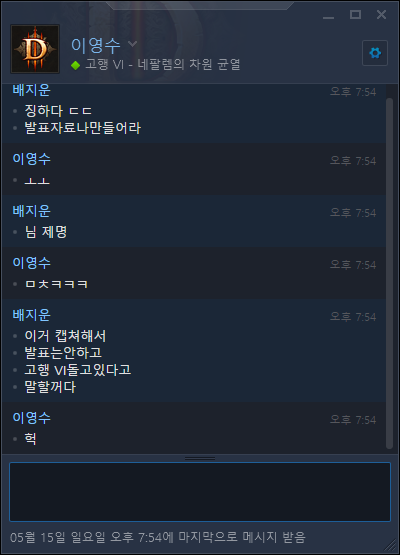 이영수
고행 VI - 네팔렘의 차원 균열
배지운 오후 7:54
징하다 ㄷㄷ
발표자료나만들어라
이영수 오후 7:54
ㅗㅗ
배지운 오후 7:54
님 제명
이영수 오후 7:54
ㅁㅊㅋㅋㅋ
배지운 오후 7:54
이거 캡쳐해서
발표는안하고
고행 VI돌고있다고
말할꺼다
이영수 오후 7:54
헉
05월 15일 일요일 오후 7:54에 마지막으로 메시지 받음